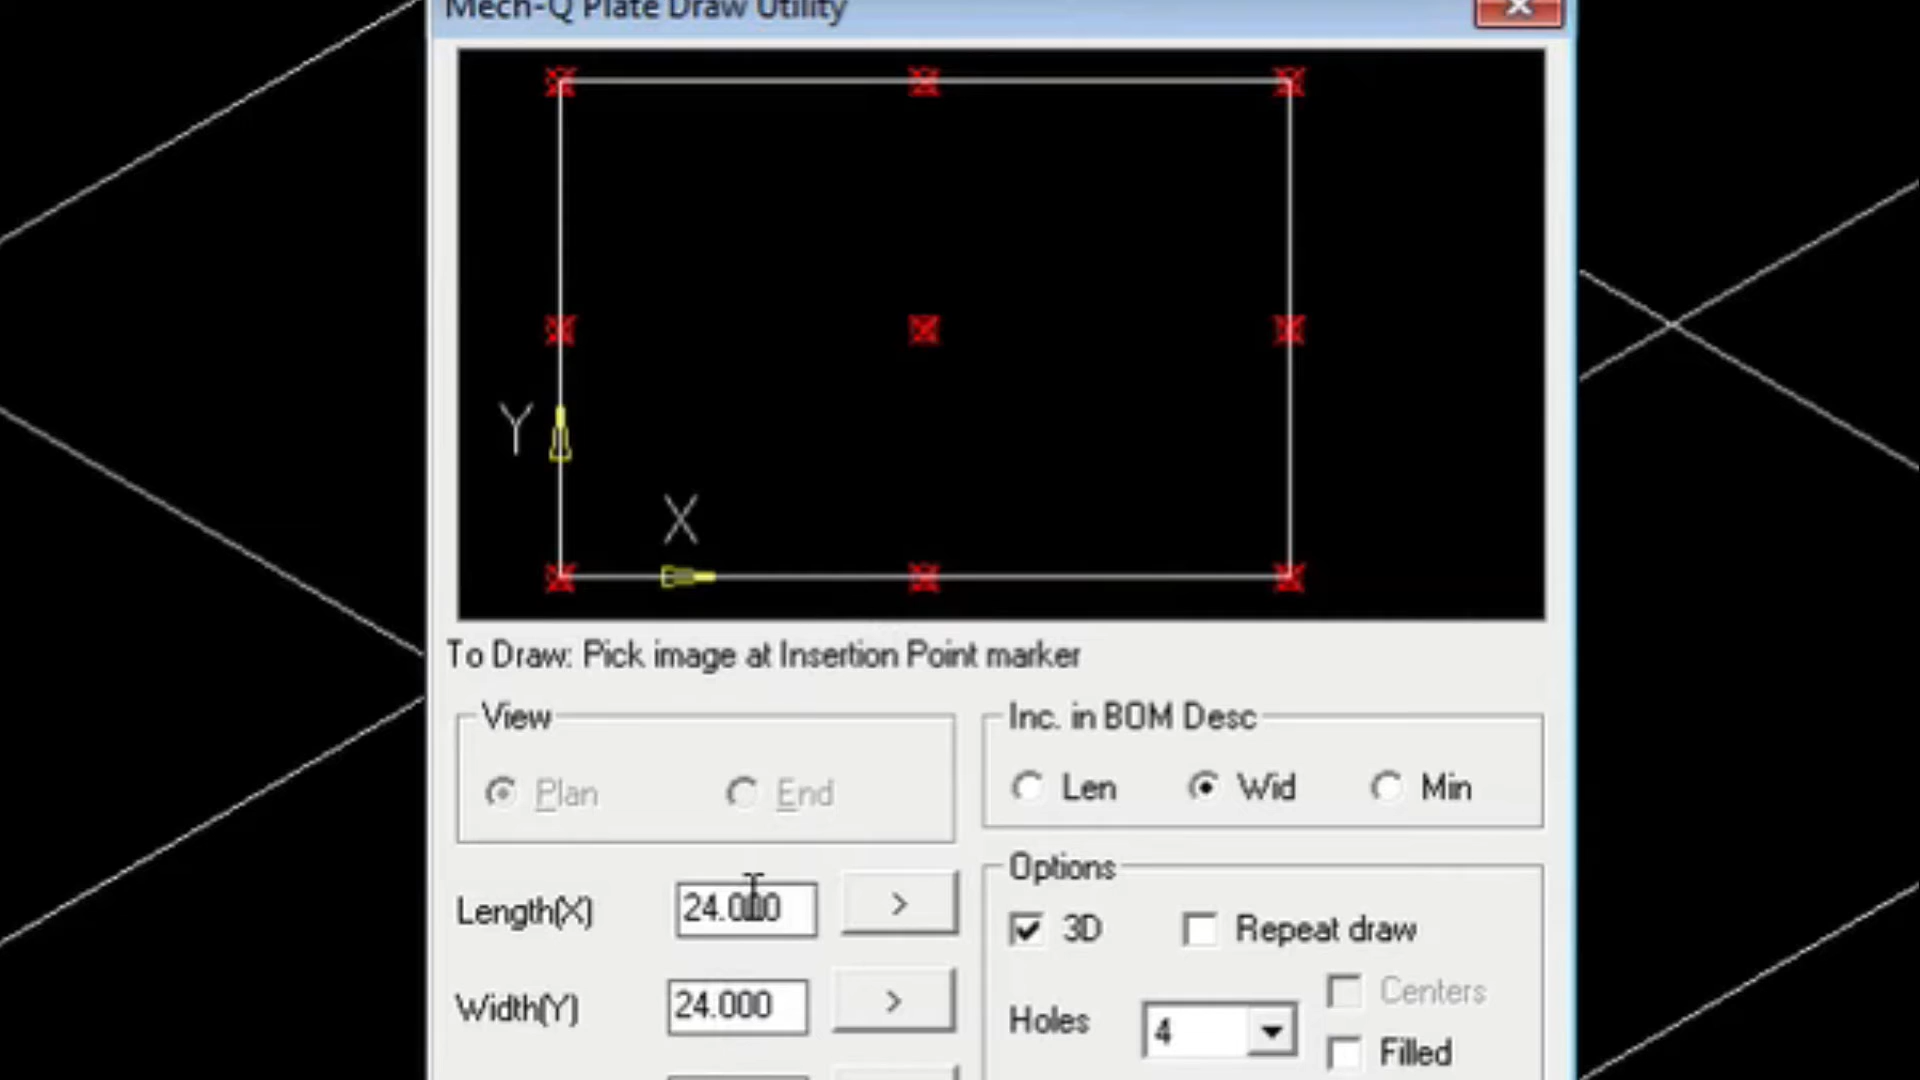 Mech-Q Plate Draw Utility
Y
X
To Draw: Pick image at Insertion Point marker
View
Inc. in BOM Desc
Plan
End
Len
Wid
Min
Options
Length(X)
24.000
>
3D
Repeat draw
Width(Y)
24.000
>
Holes
4
Centers
Filled